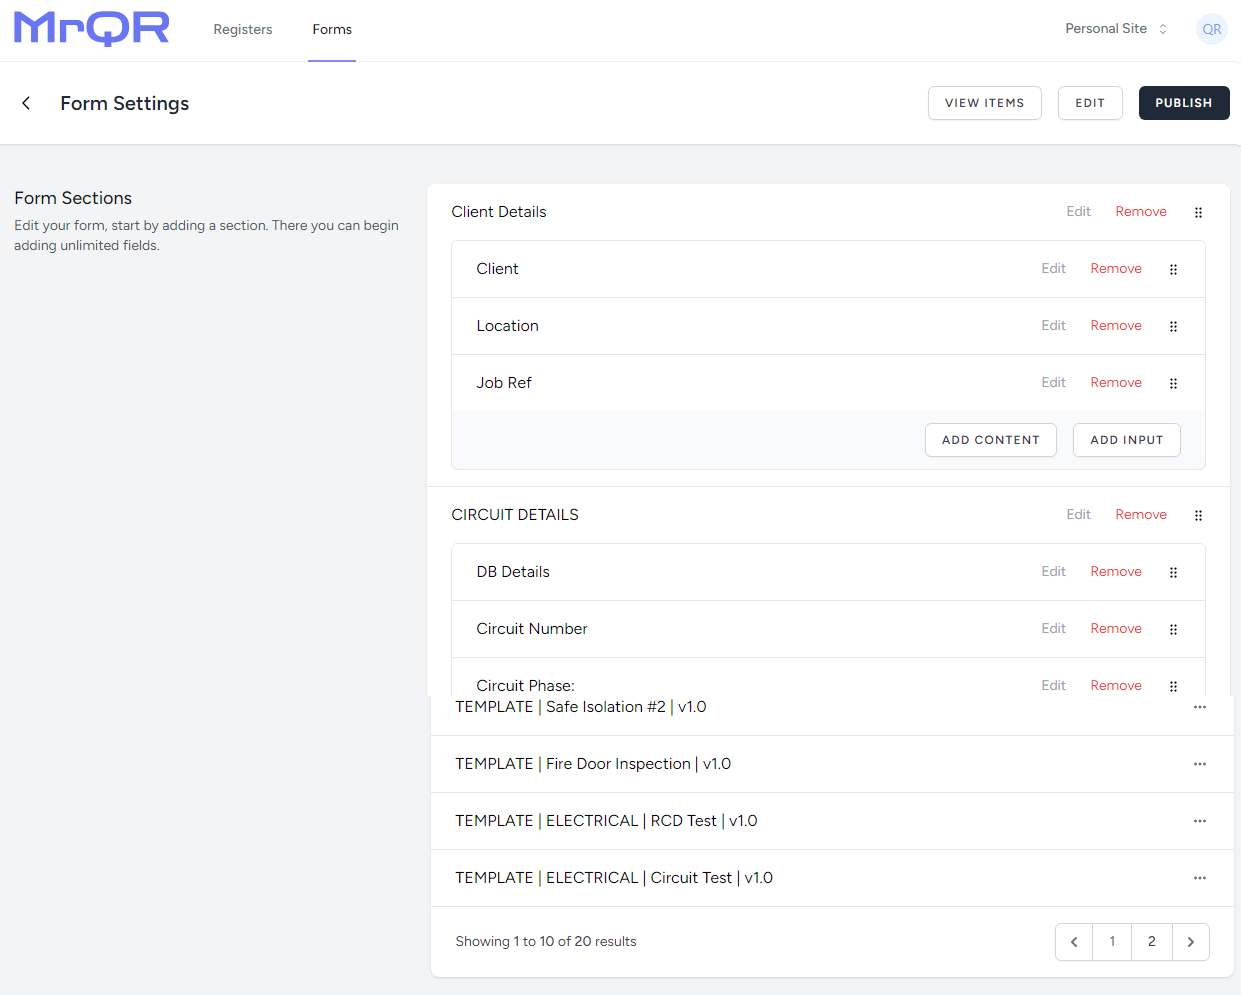 MrQR
Registers
Forms
Personal Site
QR
Form Settings
VIEW ITEMS
EDIT
PUBLISH
Form Sections
Edit your form, start by adding a section. There you can begin
adding unlimited fields.
Client Details
Edit
Remove
Client
Edit
Remove
Location
Edit
Remove
Job Ref
Edit
Remove
ADD CONTENT
ADD INPUT
CIRCUIT DETAILS
Edit
Remove
DB Details
Edit
Remove
Circuit Number
Edit
Remove
Circuit Phase:
Edit
Remove
TEMPLATE | Safe Isolation #2 | v1.0
TEMPLATE | Fire Door Inspection | v1.0
TEMPLATE | ELECTRICAL | RCD Test | v1.0
TEMPLATE | ELECTRICAL | Circuit Test | v1.0
Showing 1 to 10 of 20 results
1
2